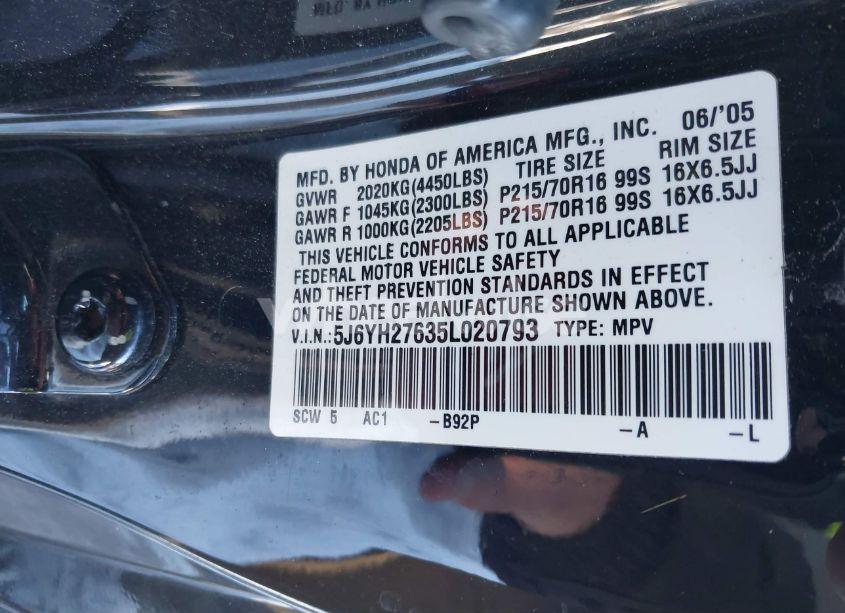 MFD. BY HONDA OF AMERICA MFG., INC. 06/'05
GVWR 2020KG(4450LBS) TIRE SIZE RIM SIZE
GAWR F 1045KG(2300LBS) P215/70R16 99S 16X6.5JJ
GAWR R 1000KG(2205LBS) P215/70R16 99S 16X6.5JJ
THIS VEHICLE CONFORMS TO ALL APPLICABLE
FEDERAL MOTOR VEHICLE SAFETY
AND THEFT PREVENTION STANDARDS IN EFFECT
ON THE DATE OF MANUFACTURE SHOWN ABOVE.
V.I.N.:5J6YH27635L020793 TYPE: MPV
SCW 5 AC1 -B92P -A -L